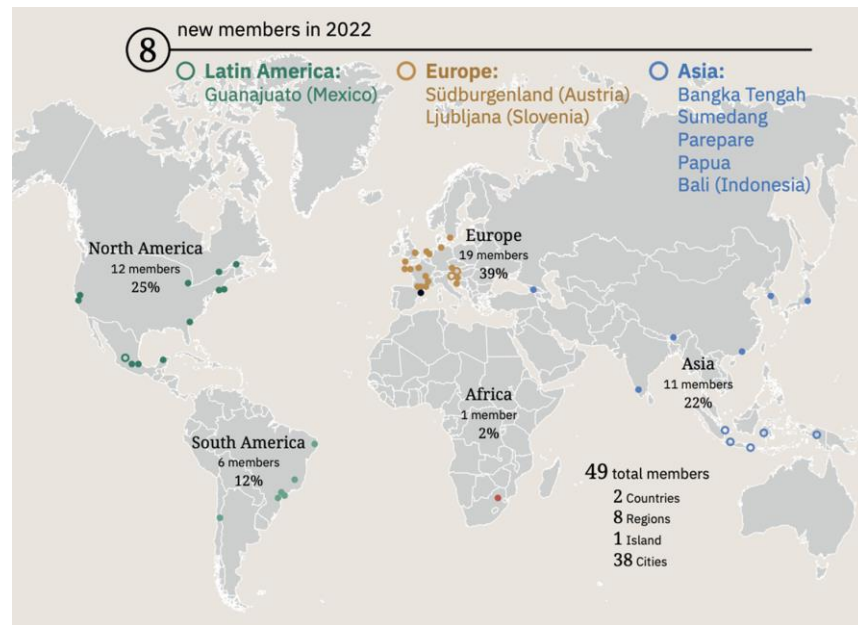 8
new members in 2022
Latin America:
Guanajuato (Mexico)
Europe:
Südburgenland (Austria)
Ljubljana (Slovenia)
Asia:
Bangka Tengah
Sumedang
Parepare
Papua
Bali (Indonesia)
North America
12 members
25%
Europe
19 members
39%
Asia
11 members
22%
Africa
1 member
2%
South America
6 members
12%
49 total members
2 Countries
8 Regions
1 Island
38 Cities